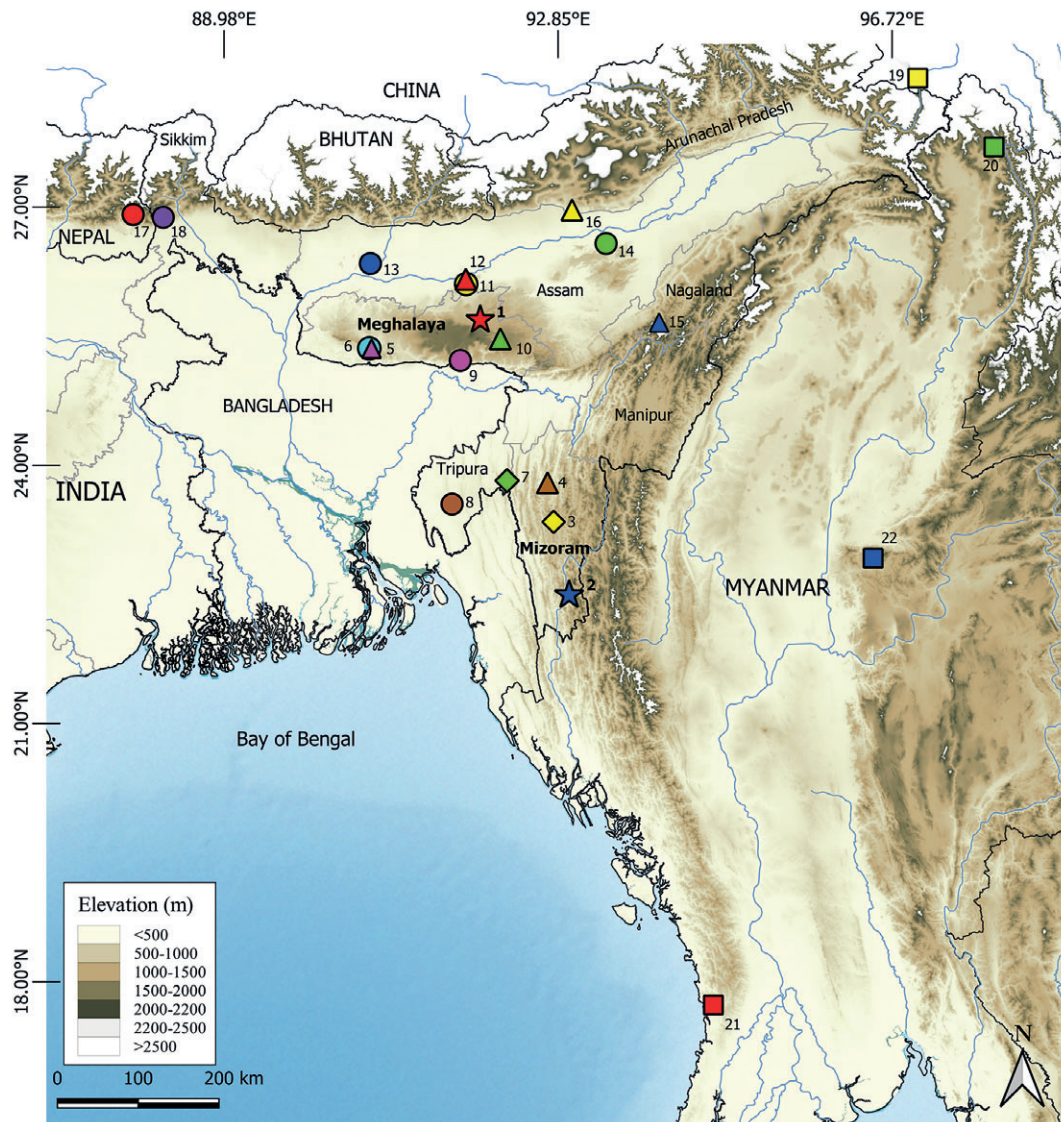 88.98°E
92.85°E
96.72°E
CHINA
19
Sikkim
BHUTAN
Arunachal Pradesh
20
27.00°N
NEPAL
17
18
16
14
13
12
11
Assam
Nagaland
1
15
Meghalaya
6
5
10
9
BANGLADESH
Manipur
24.00°N
INDIA
Tripura
7
4
8
3
Mizoram
22
2
MYANMAR
21.00°N
Bay of Bengal
Elevation (m)
<500
500-1000
1000-1500
1500-2000
2000-2200
2200-2500
>2500
18.00°N
21
N
0 100 200 km